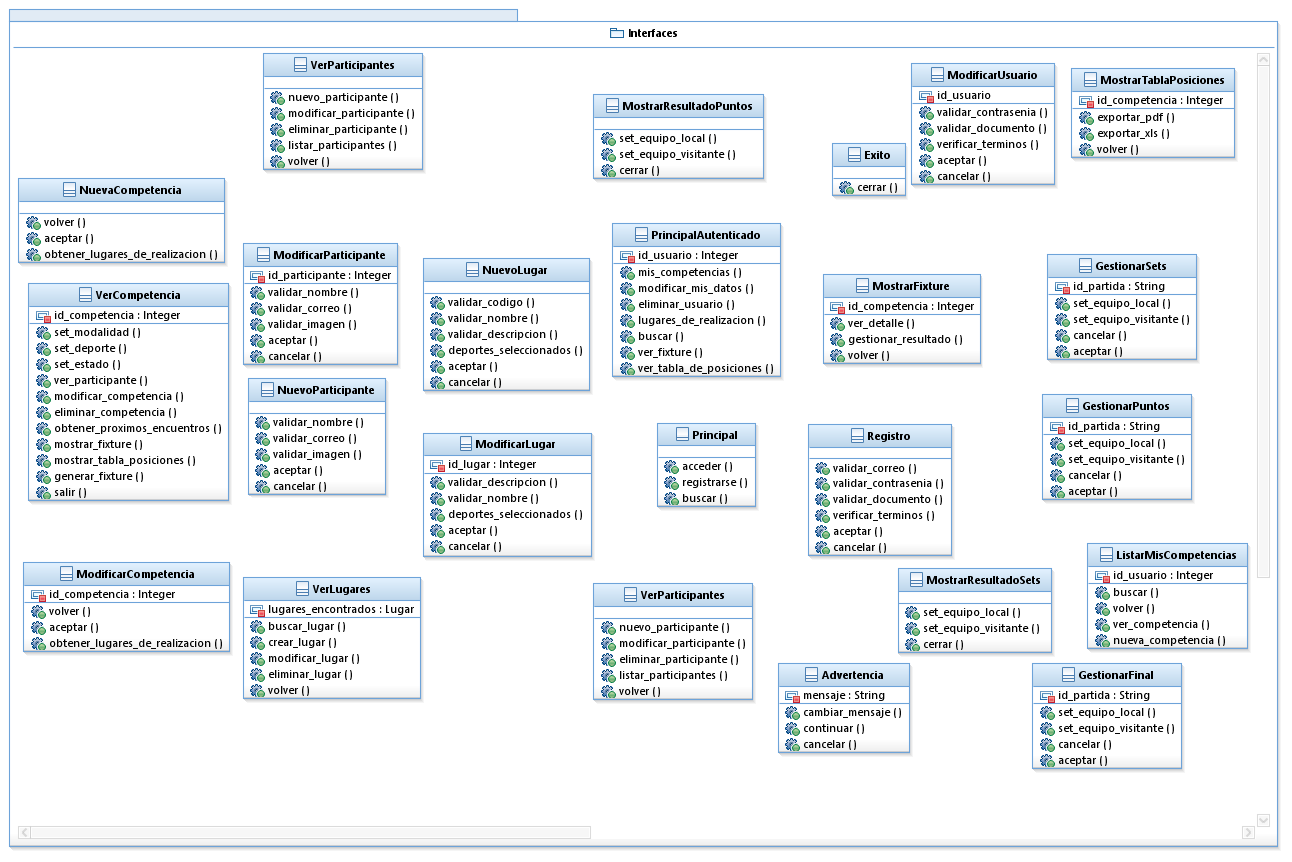 Interfaces
VerParticipantes
nuevo_participante ( )
modificar_participante ( )
eliminar_participante ( )
listar_participantes ( )
volver ( )
MostrarResultadoPuntos
set_equipo_local ( )
set_equipo_visitante ( )
cerrar ( )
Exito
cerrar ( )
ModificarUsuario
id_usuario
validar_contrasenia ( )
validar_documento ( )
verificar_terminos ( )
aceptar ( )
cancelar ( )
MostrarTablaPosiciones
id_competencia : Integer
exportar_pdf ( )
exportar_xls ( )
volver ( )
NuevaCompetencia
volver ( )
aceptar ( )
obtener_lugares_de_realizacion ( )
ModificarParticipante
id_participante : Integer
validar_nombre ( )
validar_correo ( )
validar_imagen ( )
aceptar ( )
cancelar ( )
NuevoLugar
validar_codigo ( )
validar_nombre ( )
validar_descripcion ( )
deportes_seleccionados ( )
aceptar ( )
cancelar ( )
PrincipalAutenticado
id_usuario : Integer
mis_competencias ( )
modificar_mis_datos ( )
eliminar_usuario ( )
lugares_de_realizacion ( )
buscar ( )
ver_fixture ( )
ver_tabla_de_posiciones ( )
MostrarFixture
id_competencia : Integer
ver_detalle ( )
gestionar_resultado ( )
volver ( )
GestionarSets
id_partida : String
set_equipo_local ( )
set_equipo_visitante ( )
cancelar ( )
aceptar ( )
VerCompetencia
id_competencia : Integer
set_modalidad ( )
set_deporte ( )
set_estado ( )
ver_participante ( )
modificar_competencia ( )
eliminar_competencia ( )
obtener_proximos_encuentros ( )
mostrar_fixture ( )
mostrar_tabla_posiciones ( )
generar_fixture ( )
salir ( )
NuevoParticipante
validar_nombre ( )
validar_correo ( )
validar_imagen ( )
aceptar ( )
cancelar ( )
ModificarLugar
id_lugar : Integer
validar_descripcion ( )
validar_nombre ( )
deportes_seleccionados ( )
aceptar ( )
cancelar ( )
Principal
acceder ( )
registrarse ( )
buscar ( )
Registro
validar_correo ( )
validar_contrasenia ( )
validar_documento ( )
verificar_terminos ( )
aceptar ( )
cancelar ( )
GestionarPuntos
id_partida : String
set_equipo_local ( )
set_equipo_visitante ( )
cancelar ( )
aceptar ( )
ModificarCompetencia
id_competencia : Integer
volver ( )
aceptar ( )
obtener_lugares_de_realizacion ( )
VerLugares
lugares_encontrados : Lugar
buscar_lugar ( )
crear_lugar ( )
modificar_lugar ( )
eliminar_lugar ( )
volver ( )
VerParticipantes
nuevo_participante ( )
modificar_participante ( )
eliminar_participante ( )
listar_participantes ( )
volver ( )
MostrarResultadoSets
set_equipo_local ( )
set_equipo_visitante ( )
cerrar ( )
ListarMisCompetencias
id_usuario : Integer
buscar ( )
volver ( )
ver_competencia ( )
nueva_competencia ( )
Advertencia
mensaje : String
cambiar_mensaje ( )
continuar ( )
cancelar ( )
GestionarFinal
id_partida : String
set_equipo_local ( )
set_equipo_visitante ( )
cancelar ( )
aceptar ( )